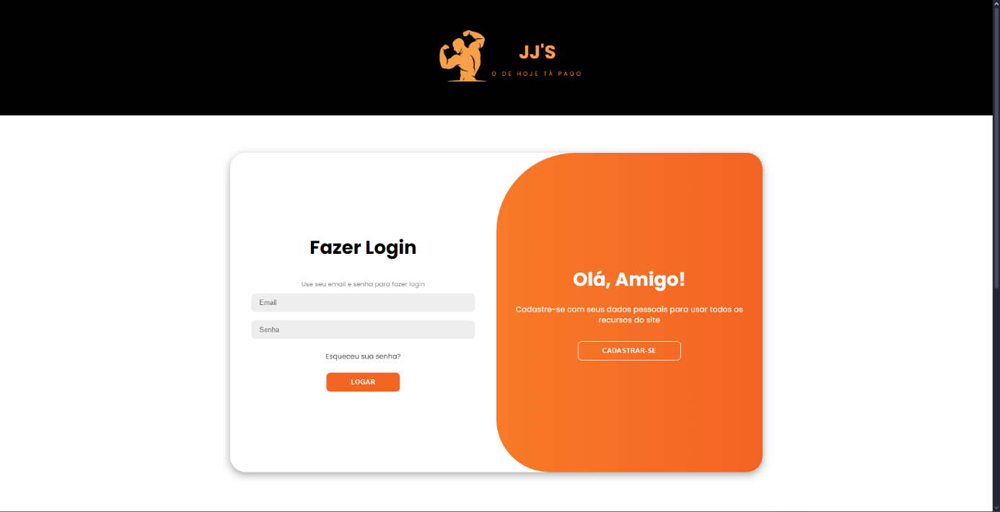 JJ'S
O DE HOJE TÁ PAGO
Fazer Login
Use seu email e senha para fazer login
Email
Senha
Esqueceu sua senha?
LOGAR
Olá, Amigo!
Cadastre-se com seus dados pessoais para usar todos os
recursos do site
CADASTRAR-SE